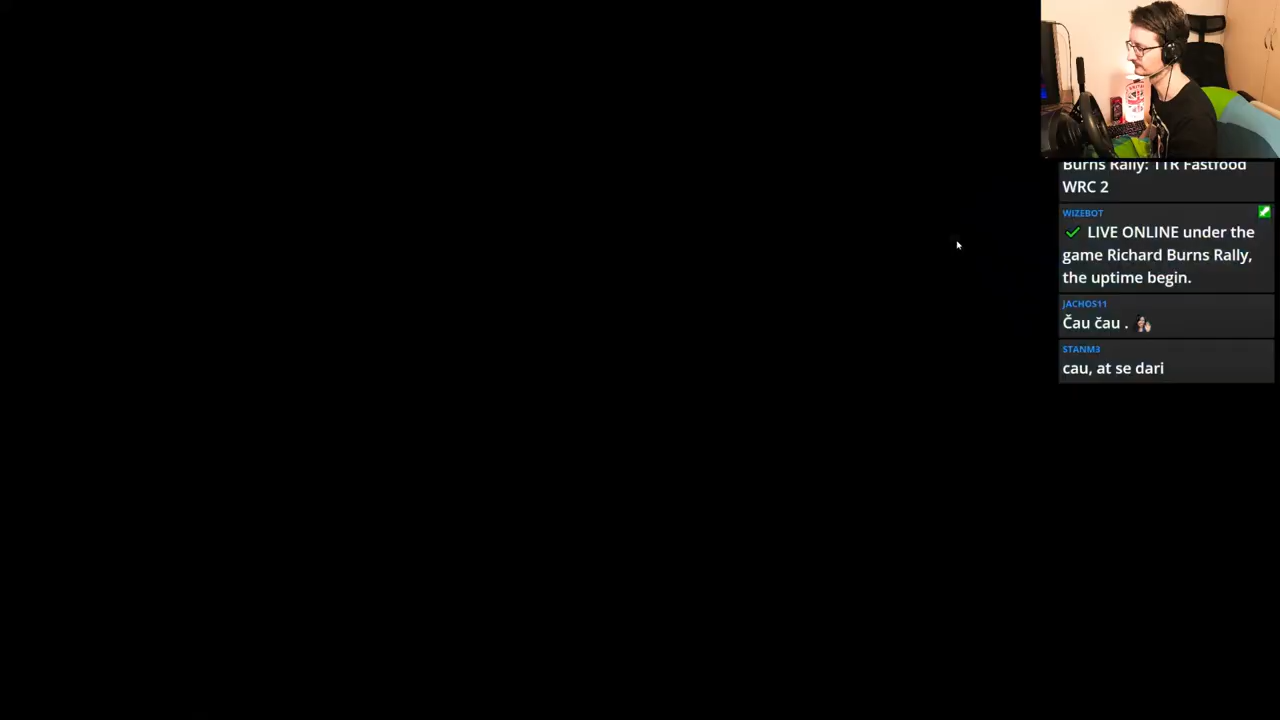 Burns Rally: TTR Fastfood
WRC 2
WIZEBOT
LIVE ONLINE under the
game Richard Burns Rally,
the uptime begin.
JACHOS11
Čau čau .
STANM3
cau, at se dari